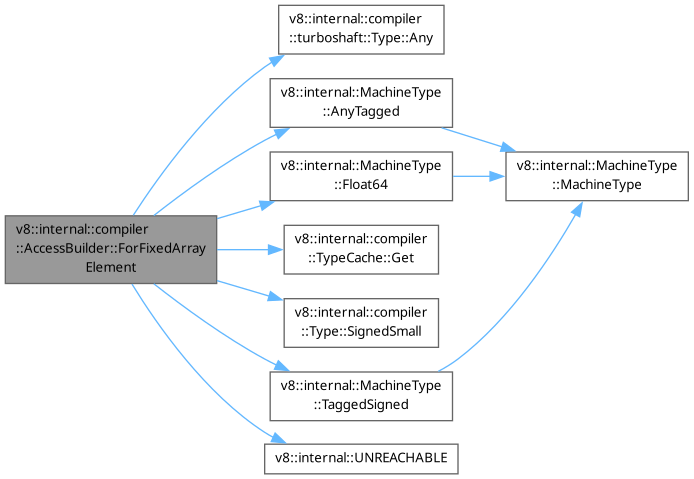 v8::internal::compiler
::turboshaft::Type::Any
v8::internal::MachineType
::AnyTagged
v8::internal::MachineType
::Float64
v8::internal::MachineType
::MachineType
v8::internal::compiler
::AccessBuilder::ForFixedArray
Element
v8::internal::compiler
::TypeCache::Get
v8::internal::compiler
::Type::SignedSmall
v8::internal::MachineType
::TaggedSigned
v8::internal::UNREACHABLE